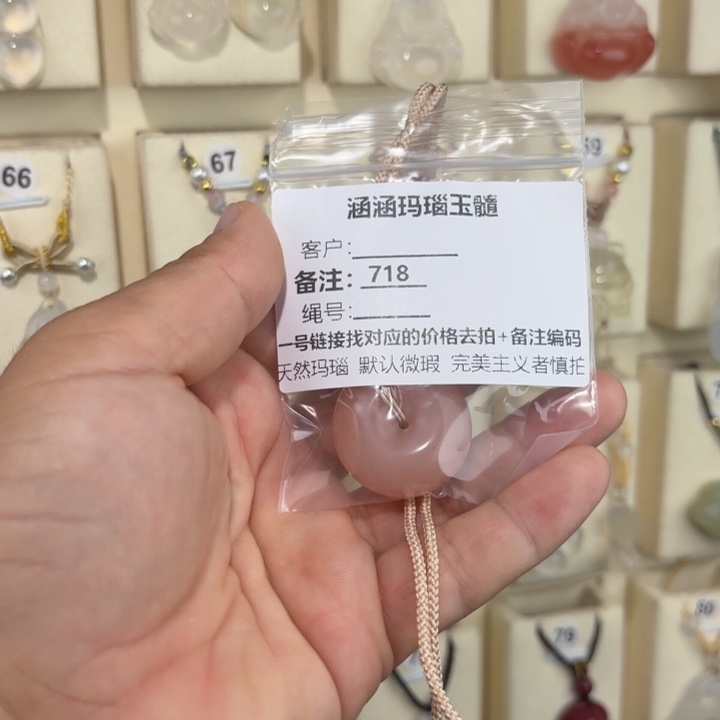 66
67
69
涵涵玛瑙玉髓
客户:
备注: 718
绳号:
一号链接找对应的价格去拍+备注编码
天然玛瑙 默认微瑕 完美主义者慎拍
79
80